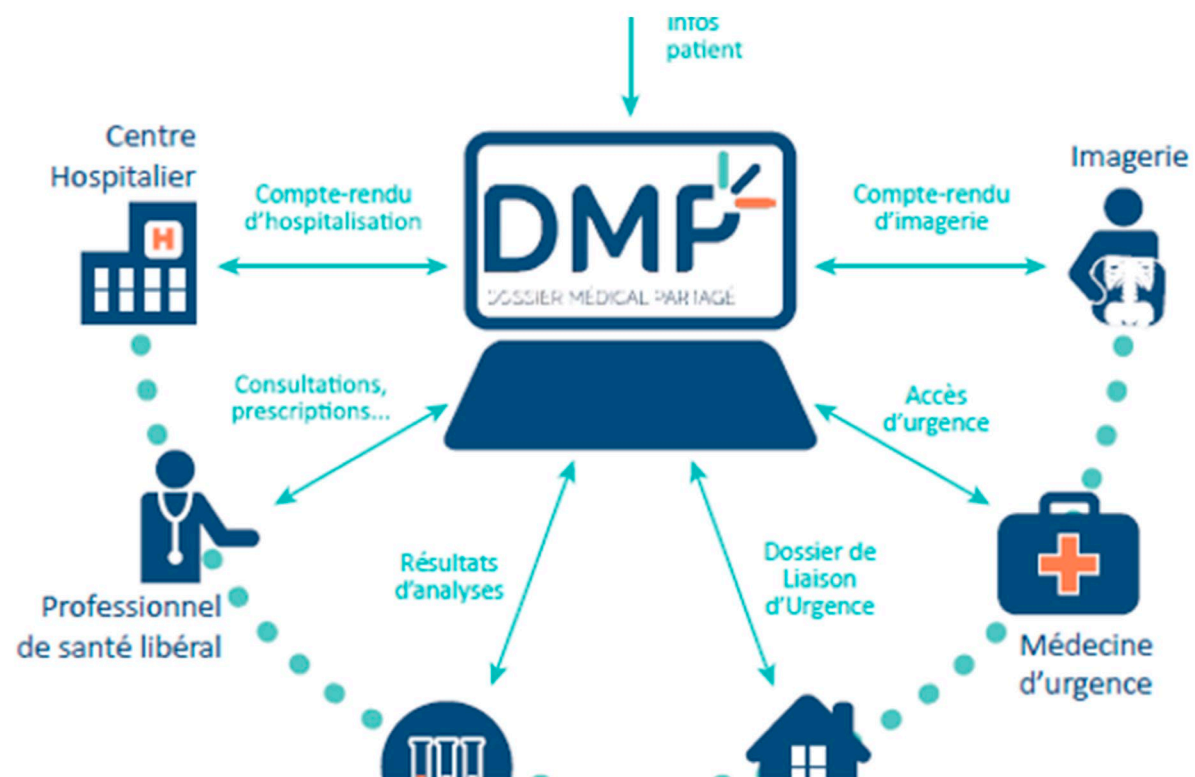 Infos
patient
Centre
Hospitalier
Compte-rendu
d'hospitalisation
DMP
DOSSIER MÉDICAL PARTAGÉ
Compte-rendu
d'imagerie
Imagerie
H
Consultations,
prescriptions...
Accès
d'urgence
Professionnel
de santé libéral
Résultats
d'analyses
Dossier de
Liaison
d'Urgence
Médecine
d'urgence